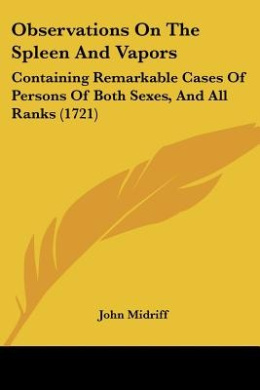 Observations On The
Spleen And Vapors
Containing Remarkable Cases Of
Persons Of Both Sexes, And All
Ranks (1721)
John Midriff